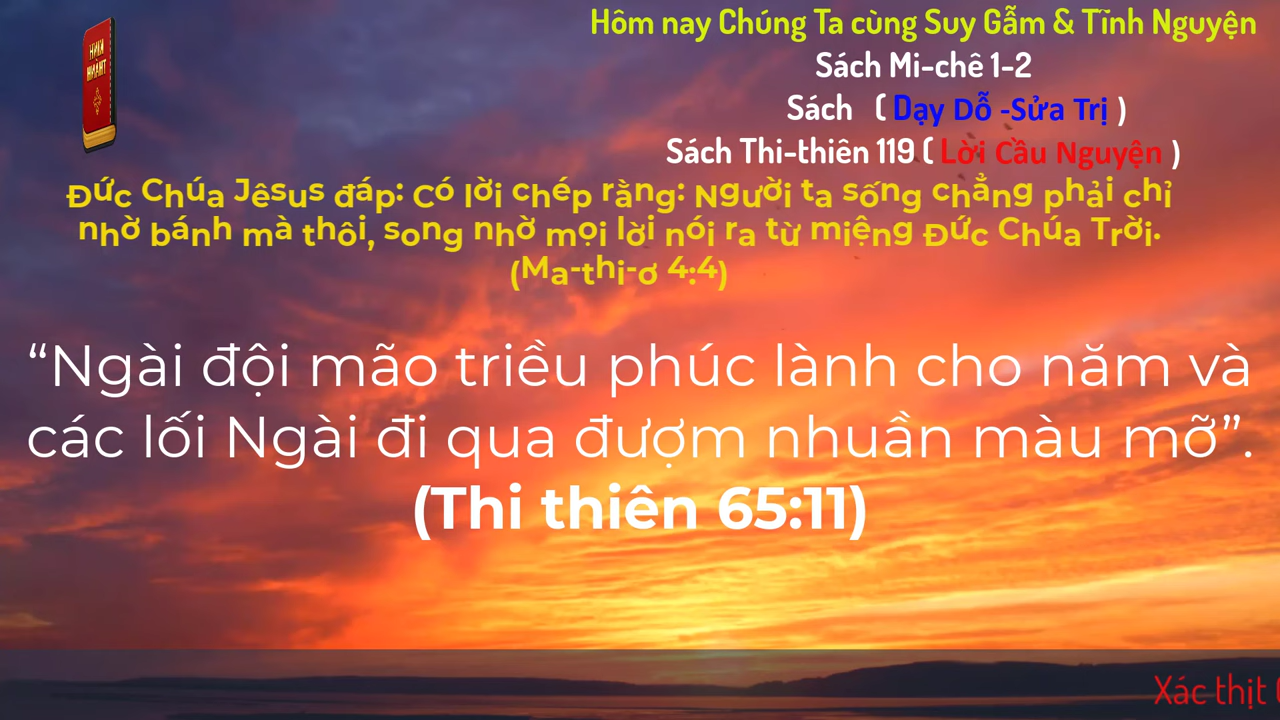 Hôm nay Chúng Ta cùng Suy Gẫm & Tĩnh Nguyện
Sách Mi-chê 1-2
Sách ( Dạy Dỗ -Sửa Trị )
Sách Thi-thiên 119 ( Lời Cầu Nguyện )
KINH
THÁNH
Đức Chúa Jêsus đáp: Có lời chép rằng: Người ta sống chẳng phải chỉ
nhờ bánh mà thôi, song nhờ mọi lời nói ra từ miệng Đức Chúa Trời.
(Ma-thi-ơ 4:4)
“Ngài đội mão triều phúc lành cho năm và
các lối Ngài đi qua đượm nhuần màu mỡ”.
(Thi thiên 65:11)
Xác thịt